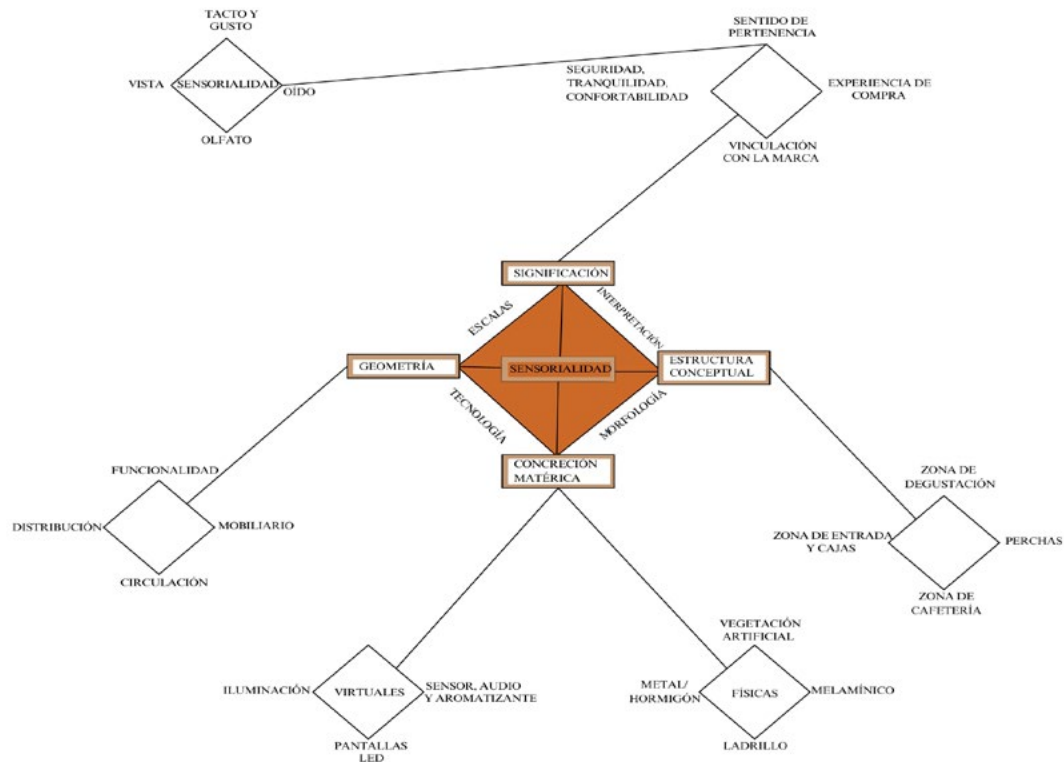 TACTO Y
GUSTO
VISTA
SENSORIALIDAD
OÍDO
OLFATO
SENTIDO DE
PERTENENCIA
SEGURIDAD,
TRANQUILIDAD,
CONFORTABILIDAD
EXPERIENCIA DE
COMPRA
VINCULACIÓN
CON LA MARCA
SIGNIFICACIÓN
ESCALAS
INTERPRETACIÓN
GEOMETRÍA
SENSORIALIDAD
ESTRUCTURA
CONCEPTUAL
TECNOLOGÍA
MORFOLOGÍA
CONCRECIÓN
MATÉRICA
FUNCIONALIDAD
DISTRIBUCIÓN
MOBILIARIO
CIRCULACIÓN
ZONA DE
DEGUSTACIÓN
ZONA DE ENTRADA
Y CAJAS
PERCHAS
ZONA DE
CAFETERÍA
ILUMINACIÓN
VIRTUALES
SENSOR, AUDIO
Y AROMATIZANTE
PANTALLAS
LED
VEGETACIÓN
ARTIFICIAL
METAL/
HORMIGÓN
FÍSICAS
MELAMÍNICO
LADRILLO